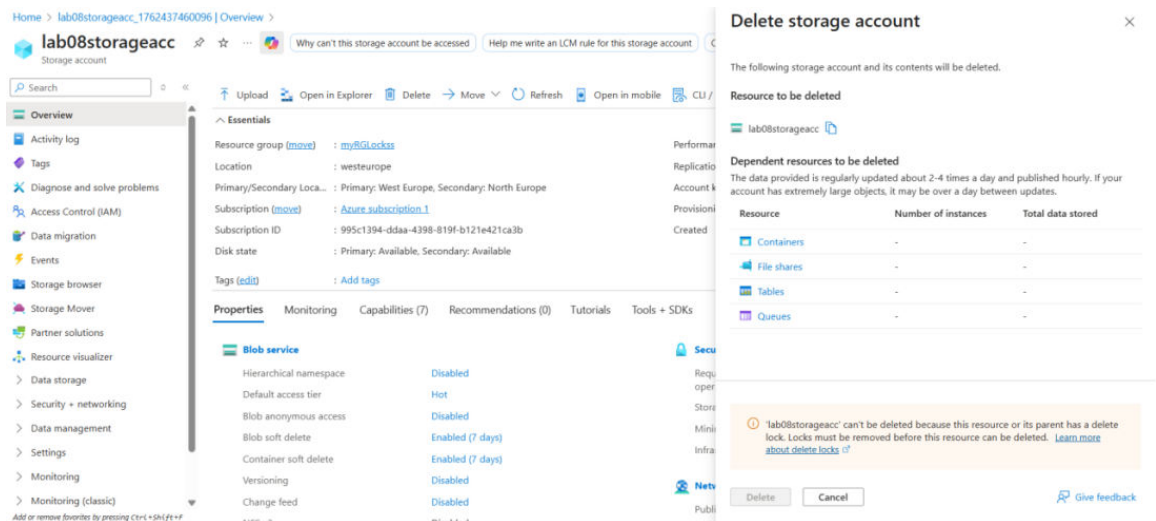 Home > lab08storageacc_1762437460096 | Overview >
lab08storageacc
Storage account
Why can't this storage account be accessed
Help me write an LCM rule for this storage account
Search
Overview
Activity log
Tags
Diagnose and solve problems
Access Control (IAM)
Data migration
Events
Storage browser
Storage Mover
Partner solutions
Resource visualizer
Data storage
Security + networking
Data management
Settings
Monitoring
Monitoring (classic)
Add or remove favorites by pressing Ctrl+Shift+F
Upload Open in Explorer Delete Move Refresh Open in mobile CLI /
Essentials
Resource group (move) : myRGLockss
Location : westeurope
Primary/Secondary Loca... : Primary: West Europe, Secondary: North Europe
Subscription (move) : Azure subscription 1
Subscription ID : 995c1394-ddaa-4398-819f-b121e421ca3b
Disk state : Primary: Available, Secondary: Available
Tags (edit) : Add tags
Performan
Replicatio
Account k
Provisioni
Created
Properties Monitoring Capabilities (7) Recommendations (0) Tutorials Tools + SDKs
Blob service
Hierarchical namespace Disabled
Default access tier Hot
Blob anonymous access Disabled
Blob soft delete Enabled (7 days)
Container soft delete Enabled (7 days)
Versioning Disabled
Change feed Disabled
Secu
Requ
oper
Stora
Mini
Infra
Netw
Publi
Delete storage account
The following storage account and its contents will be deleted.
Resource to be deleted
lab08storageacc
Dependent resources to be deleted
The data provided is regularly updated about 2-4 times a day and published hourly. If your
account has extremely large objects, it may be over a day between updates.
Resource Number of instances Total data stored
Containers - -
File shares - -
Tables - -
Queues - -
'lab08storageacc' can't be deleted because this resource or its parent has a delete
lock. Locks must be removed before this resource can be deleted. Learn more
about delete locks
Delete Cancel Give feedback